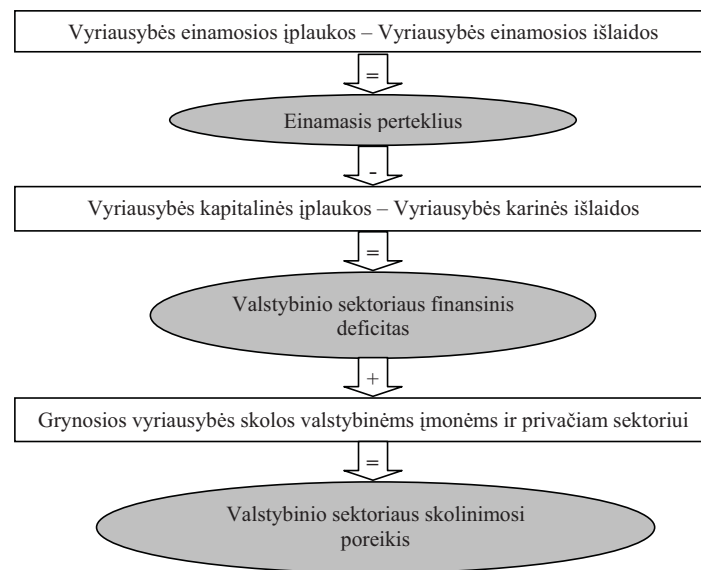 Vyriausybės einamosios įplaukos – Vyriausybės einamosios išlaidos
=
Einamasis perteklius
-
Vyriausybės kapitalinės įplaukos – Vyriausybės karinės išlaidos
=
Valstybinio sektoriaus finansinis
deficitas
+
Grynosios vyriausybės skolos valstybinėms įmonėms ir privačiam sektoriui
=
Valstybinio sektoriaus skolinimosi
poreikis